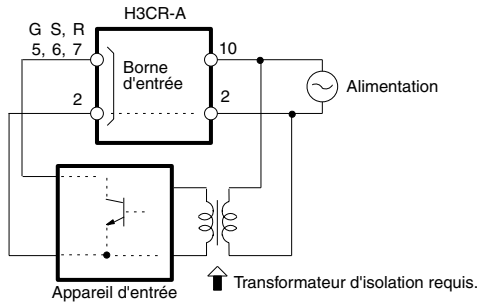 H3CR-A
G S, R
5, 6, 7
10
Borne
d'entrée
2
2
Alimentation
Transformateur d'isolation requis.
Appareil d'entrée